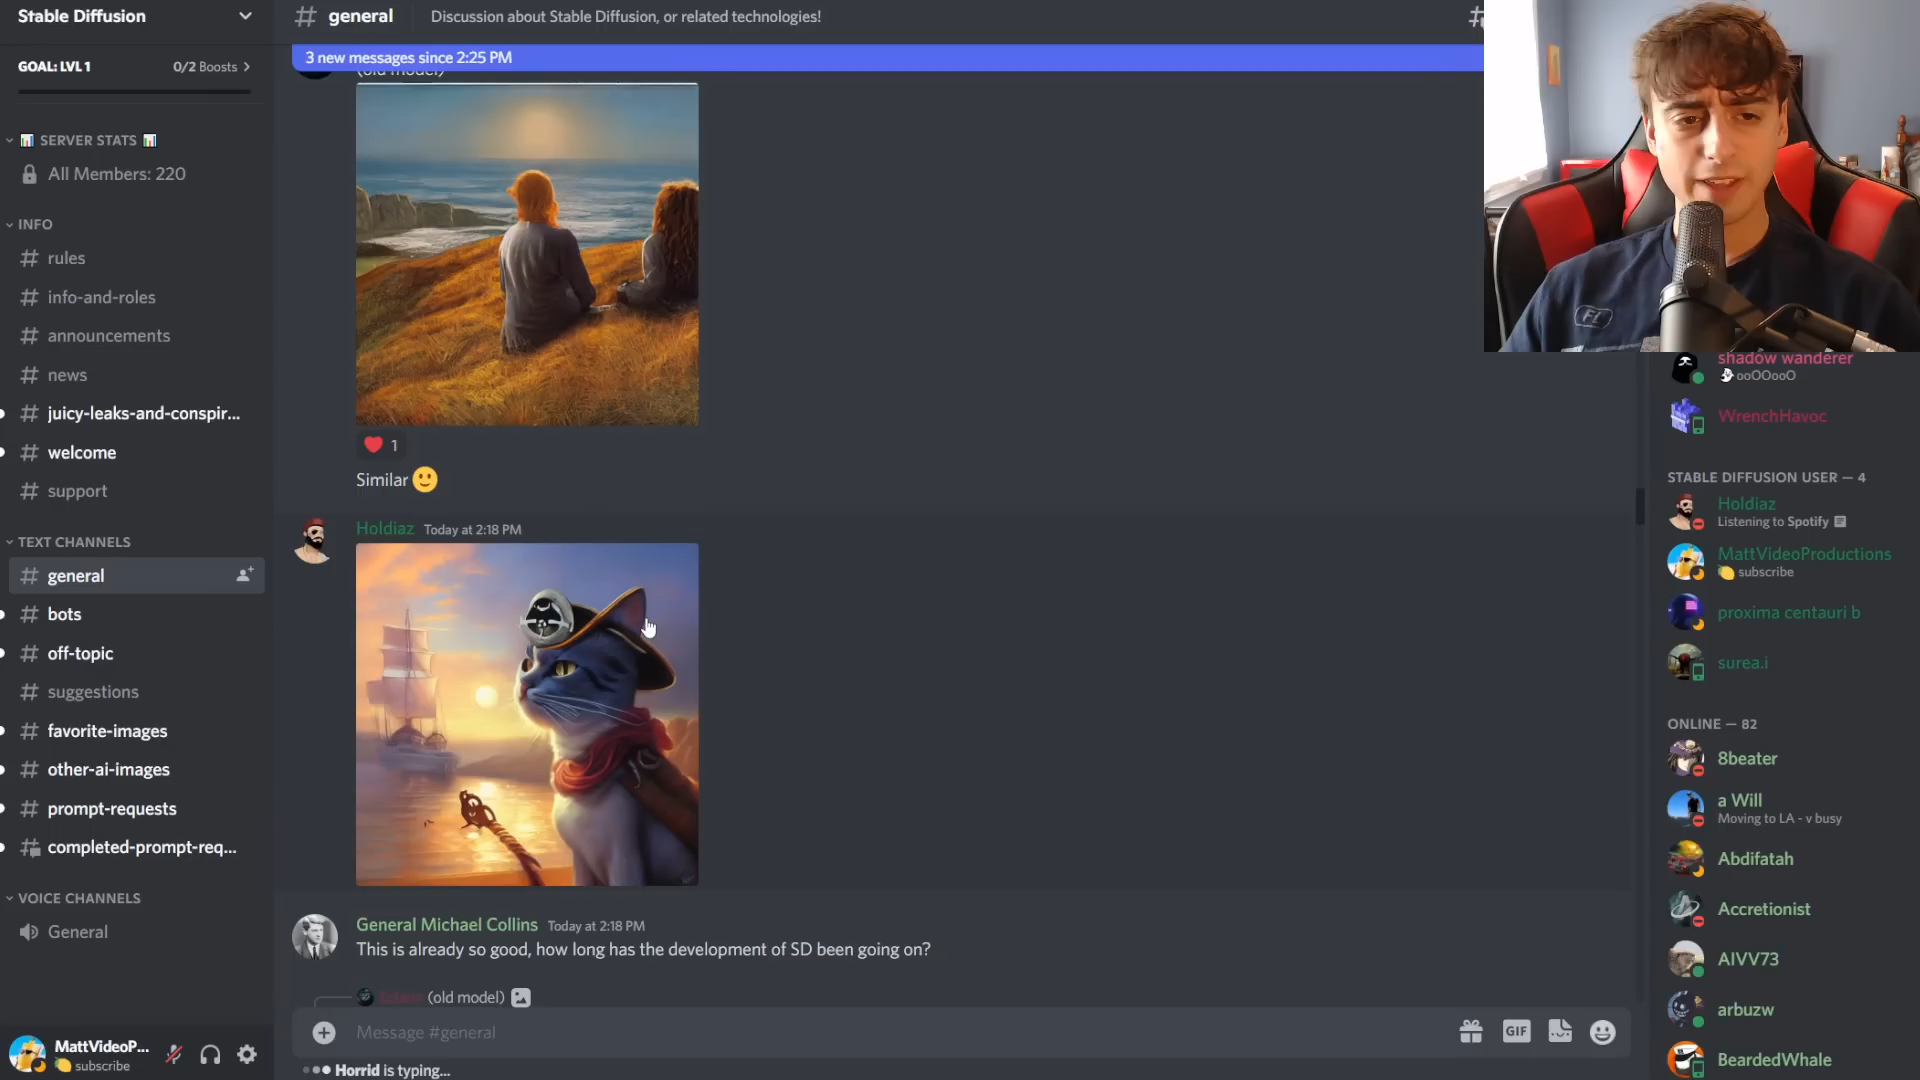 Stable Diffusion
GOAL: LVL 1
0/2 Boosts
SERVER STATS
All Members: 220
INFO
rules
info-and-roles
announcements
news
juicy-leaks-and-conspir...
welcome
support
TEXT CHANNELS
general
bots
off-topic
suggestions
favorite-images
other-ai-images
prompt-requests
completed-prompt-req...
VOICE CHANNELS
General
MattVideoP...
subscribe
general
Discussion about Stable Diffusion, or related technologies!
3 new messages since 2:25 PM
(old model)
1
Similar
Holdiaz Today at 2:18 PM
General Michael Collins Today at 2:18 PM
This is already so good, how long has the development of SD been going on?
(old model)
Message #general
GIF
Horrid is typing...
shadow wanderer
ooOOooO
WrenchHavoc
STABLE DIFFUSION USER — 4
Holdiaz
Listening to Spotify
MattVideoProductions
subscribe
proxima centauri b
surea.i
ONLINE — 82
8beater
a Will
Moving to LA - v busy
Abdifatah
Accretionist
AIVV73
arbuzw
BeardedWhale